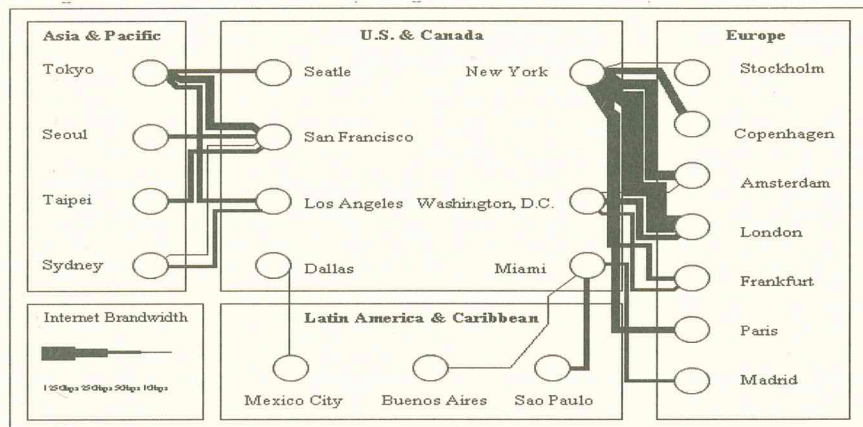 Asia & Pacific
Tokyo
Seoul
Taipei
Sydney
U.S. & Canada
Seatle
San Francisco
Los Angeles
Dallas
New York
Washington, D.C.
Miami
Europe
Stockholm
Copenhagen
Amsterdam
London
Frankfurt
Paris
Madrid
Internet Brandwidth
Latin America & Caribbean
Mexico City
Buenos Aires
Sao Paulo